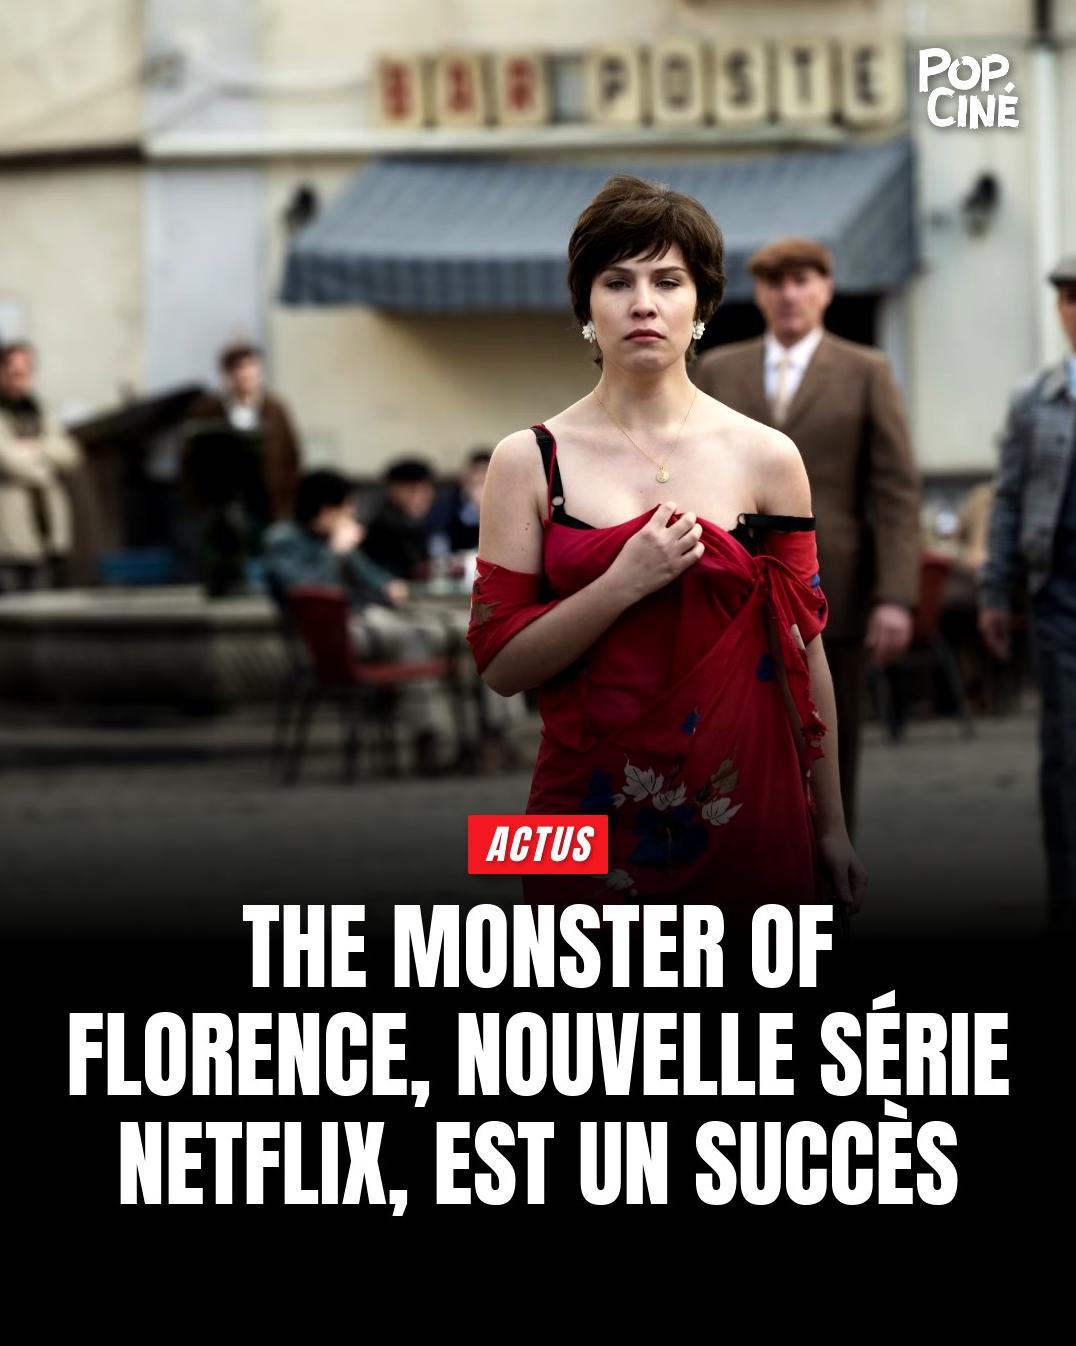 BAR POSTE
POP.
CINÉ
ACTUS
THE MONSTER OF
FLORENCE, NOUVELLE SÉRIE
NETFLIX, EST UN SUCCÈS